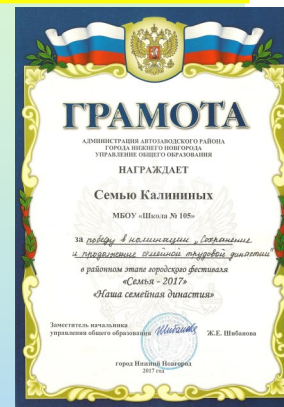 ГРАМОТА
АДМИНИСТРАЦИЯ АВТОЗАВОДСКОГО РАЙОНА
ГОРОДА НИЖНЕГО НОВГОРОДА
УПРАВЛЕНИЕ ОБЩЕГО ОБРАЗОВАНИЯ
НАГРАЖДАЕТ
Семью Калининых
МБОУ «Школа № 105»
за победу в номинации „Сохранение
и продолжение семейной трудовой династии"
в районном этапе городского фестиваля
«Семья - 2017»
«Наша семейная династия»
Заместитель начальника
управления общего образования Ж.Е. Шибанова
город Нижний Новгород
2017 год